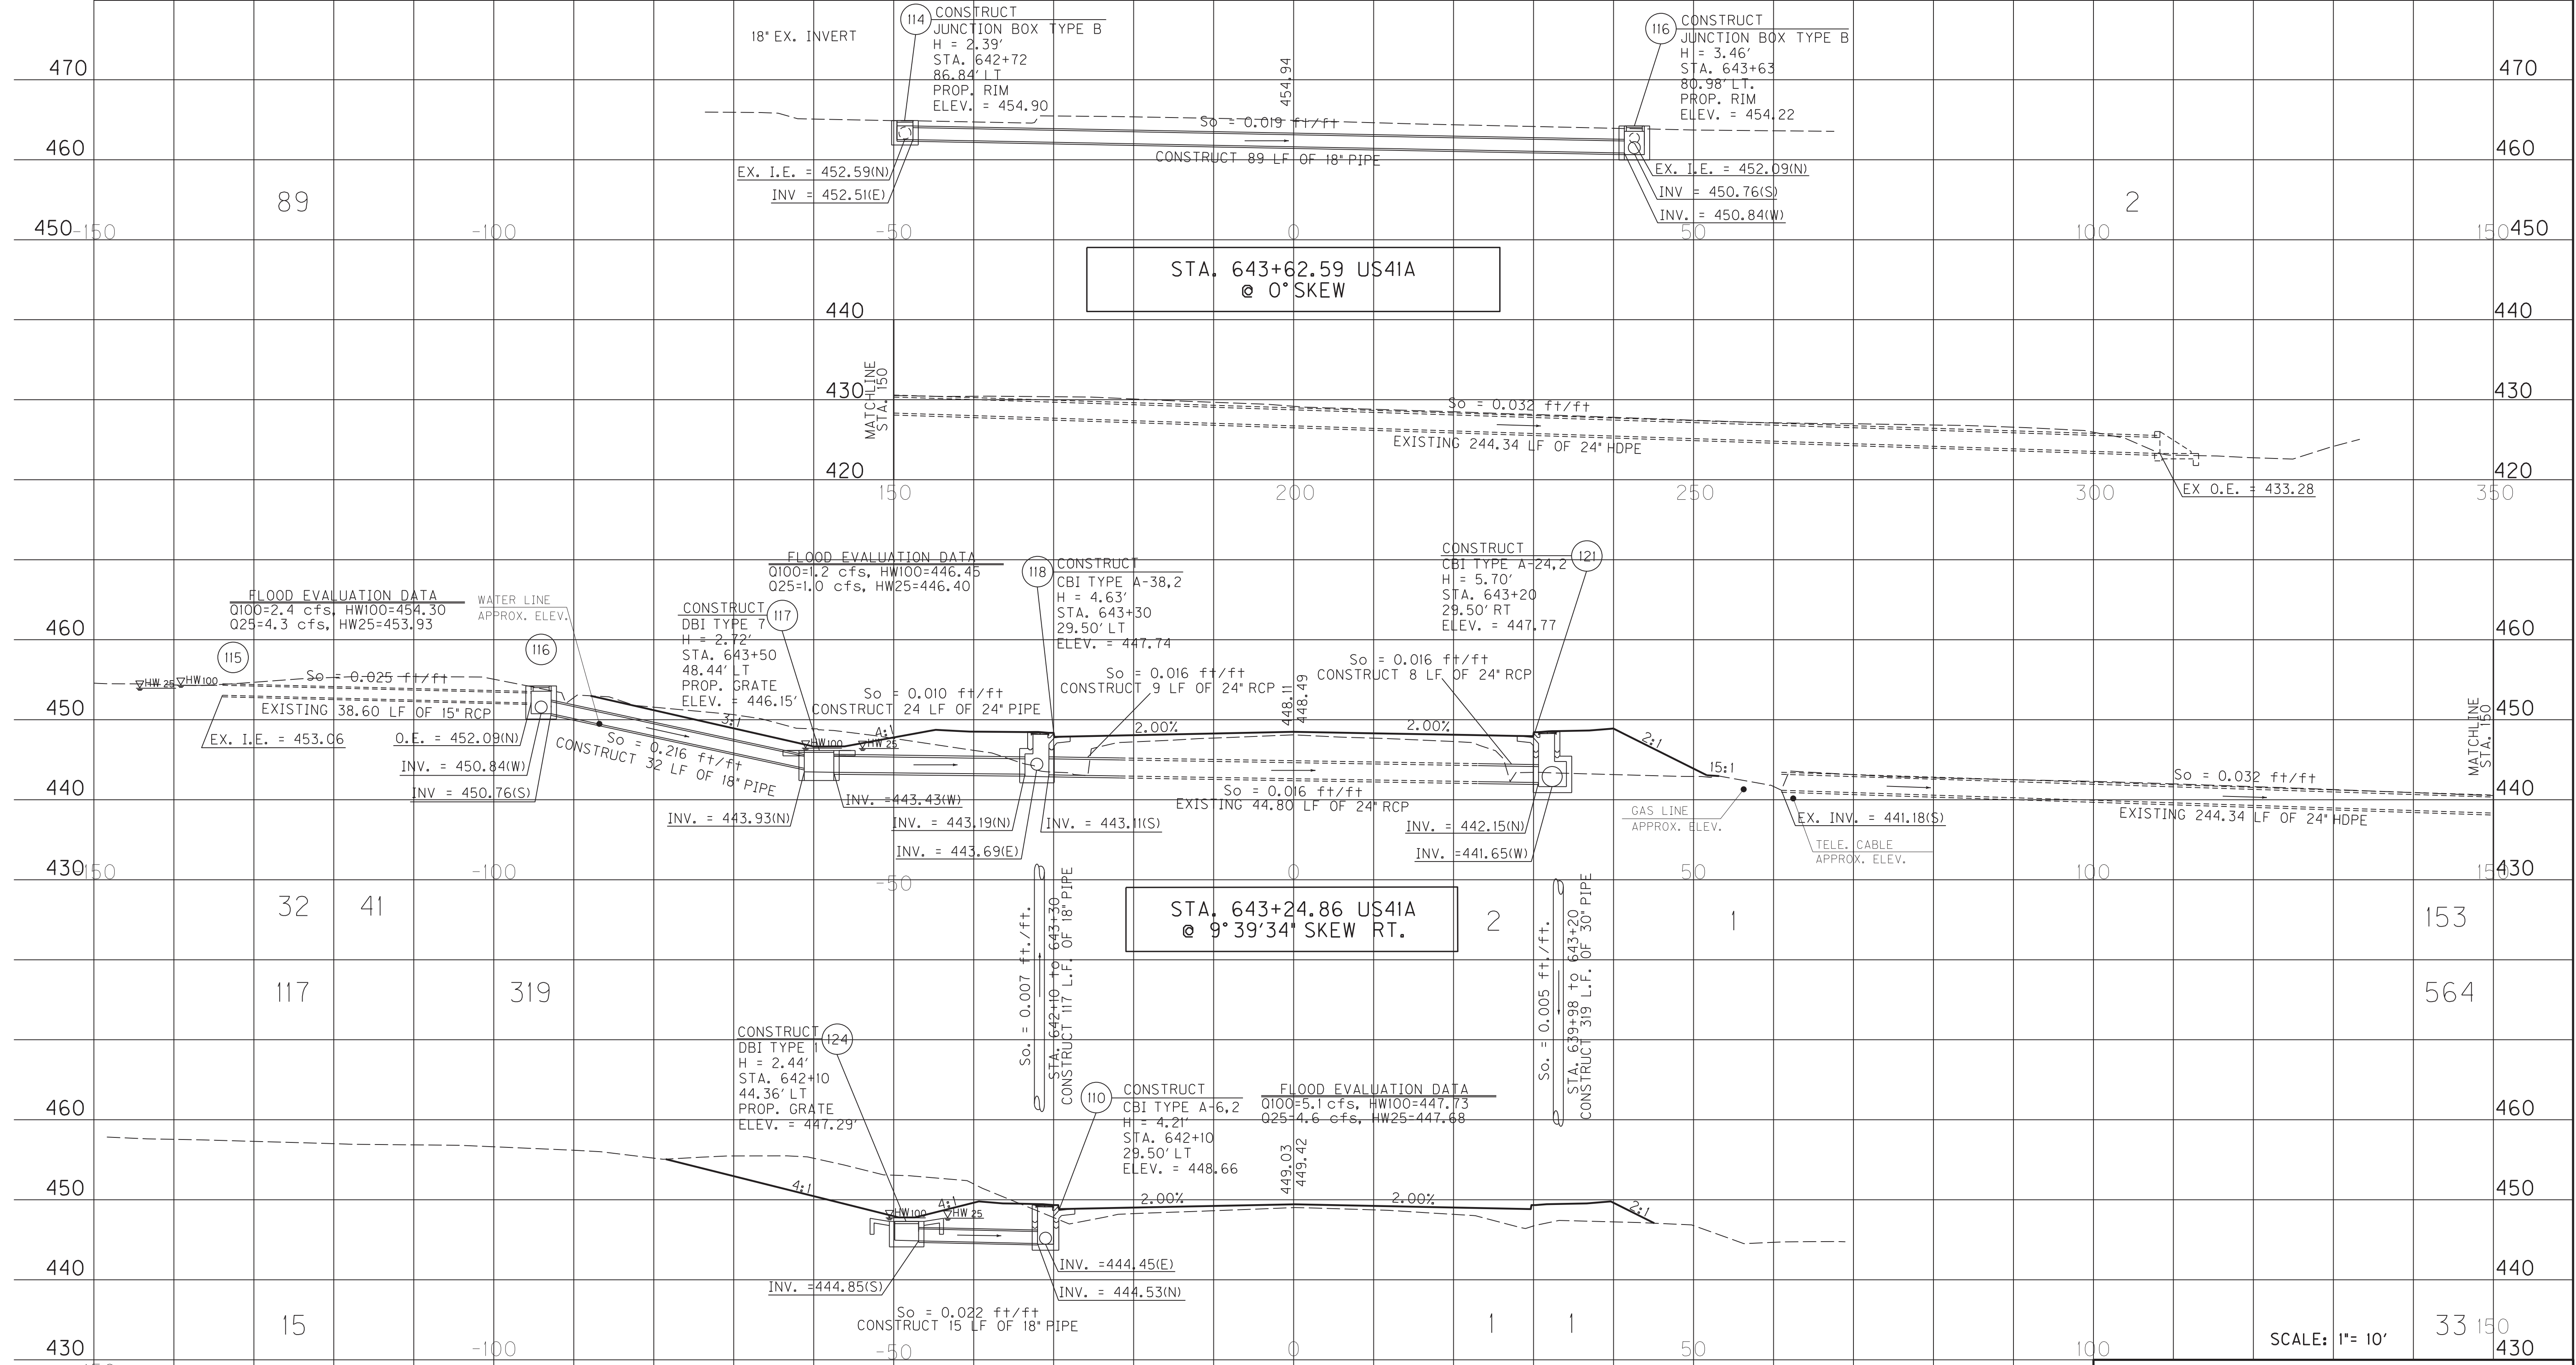 18" EX. INVERT
114
CONSTRUCT
JUNCTION BOX TYPE B
H = 2.39'
STA. 642+72
86.84' LT
PROP. RIM
ELEV. = 454.90
454.94
116
CONSTRUCT
JUNCTION BOX TYPE B
H = 3.46'
STA. 643+63
80.98' LT.
PROP. RIM
ELEV. = 454.22
470
470
So = 0.019 ft/ft
CONSTRUCT 89 LF OF 18" PIPE
460
460
EX. I.E. = 452.59(N)
INV = 452.51(E)
EX. I.E. = 452.09(N)
INV = 450.76(S)
INV. = 450.84(W)
89
2
450
-150
-100
-50
0
50
100
150
450
STA. 643+62.59 US41A
@ 0° SKEW
440
440
MATCHLINE
STA. 150
430
430
So = 0.032 ft/ft
EXISTING 244.34 LF OF 24" HDPE
420
420
150
200
250
300
350
EX O.E. = 433.28
FLOOD EVALUATION DATA
Q100=1.2 cfs, HW100=446.45
Q25=1.0 cfs, HW25=446.40
118
CONSTRUCT
CBI TYPE A-38,2
H = 4.63'
STA. 643+30
29.50' LT
ELEV. = 447.74
CONSTRUCT
CBI TYPE A-24,2
H = 5.70'
STA. 643+20
29.50' RT
ELEV. = 447.77
121
FLOOD EVALUATION DATA
Q100=2.4 cfs, HW100=454.30
Q25=4.3 cfs, HW25=453.93
WATER LINE
APPROX. ELEV.
CONSTRUCT
DBI TYPE 7
H = 2.72'
STA. 643+50
48.44' LT
PROP. GRATE
ELEV. = 446.15'
117
460
460
115
116
HW 25
HW100
So = 0.025 ft/ft
EXISTING 38.60 LF OF 15" RCP
So = 0.010 ft/ft
CONSTRUCT 24 LF OF 24" PIPE
So = 0.016 ft/ft
CONSTRUCT 9 LF OF 24" RCP
So = 0.016 ft/ft
CONSTRUCT 8 LF OF 24" RCP
448.11
448.49
450
450
EX. I.E. = 453.06
O.E. = 452.09(N)
INV. = 450.84(W)
INV = 450.76(S)
3:1
So = 0.216 ft/ft
CONSTRUCT 32 LF OF 18" PIPE
4:1
HW100
HW 25
2.00%
2.00%
2:1
15:1
MATCHLINE
STA. 150
So = 0.032 ft/ft
EXISTING 244.34 LF OF 24" HDPE
440
440
So = 0.016 ft/ft
EXISTING 44.80 LF OF 24" RCP
INV. =443.43(W)
INV. = 443.93(N)
INV. = 443.19(N)
INV. = 443.11(S)
INV. = 443.69(E)
INV. = 442.15(N)
INV. =441.65(W)
GAS LINE
APPROX. ELEV.
EX. INV. = 441.18(S)
TELE. CABLE
APPROX. ELEV.
430
-150
-100
-50
0
50
100
150
430
32 41
STA. 643+24.86 US41A
@ 9°39'34" SKEW RT.
2
1
153
117
319
564
So. = 0.007 ft./ft.
STA. 642+10 to 643+30
CONSTRUCT 117 L.F. OF 18" PIPE
So. = 0.005 ft./ft.
STA. 639+98 to 643+20
CONSTRUCT 319 L.F. OF 30" PIPE
CONSTRUCT
DBI TYPE 1
H = 2.44'
STA. 642+10
44.36' LT
PROP. GRATE
ELEV. = 447.29'
124
110
CONSTRUCT
CBI TYPE A-6,2
H = 4.21'
STA. 642+10
29.50' LT
ELEV. = 448.66
FLOOD EVALUATION DATA
Q100=5.1 cfs, HW100=447.73
Q25=4.6 cfs, HW25=447.68
449.03
449.42
460
460
450
450
4:1
4:1
HW100
HW 25
2.00%
2.00%
2:1
440
440
INV. =444.85(S)
INV. =444.45(E)
INV. = 444.53(N)
So = 0.022 ft/ft
CONSTRUCT 15 LF OF 18" PIPE
15
1
1
33
SCALE: 1"= 10'
430
-100
-50
0
50
100
150
430